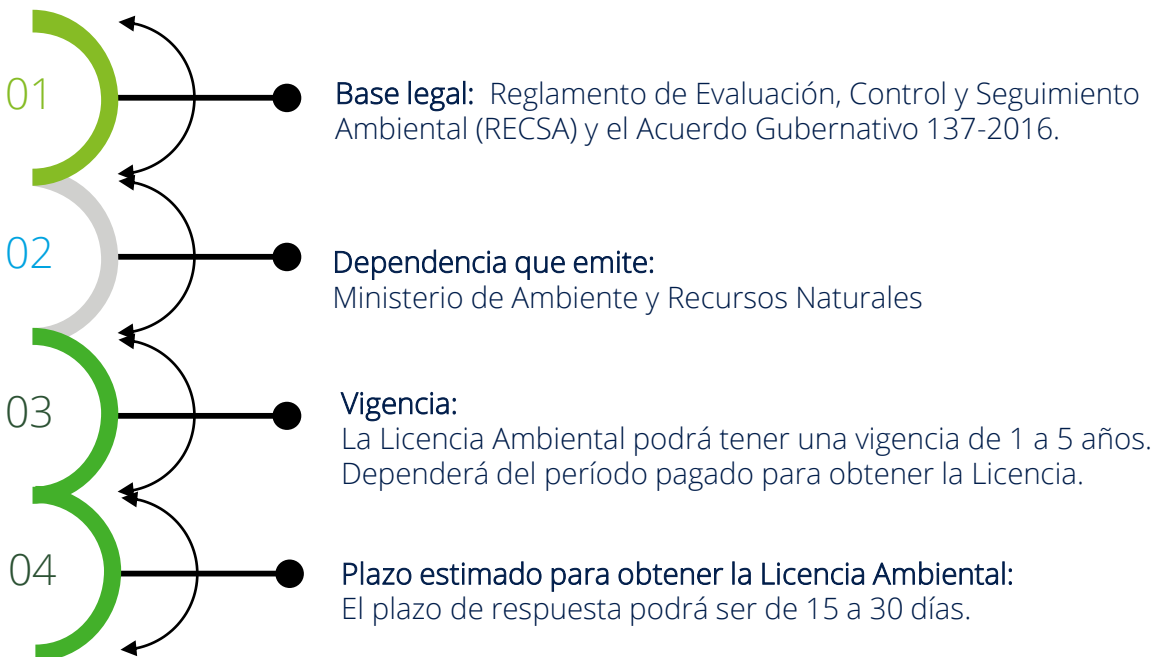 01
Base legal: Reglamento de Evaluación, Control y Seguimiento
Ambiental (RECSA) y el Acuerdo Gubernativo 137-2016.
02
Dependencia que emite:
Ministerio de Ambiente y Recursos Naturales
03
Vigencia:
La Licencia Ambiental podrá tener una vigencia de 1 a 5 años.
Dependerá del período pagado para obtener la Licencia.
04
Plazo estimado para obtener la Licencia Ambiental:
El plazo de respuesta podrá ser de 15 a 30 días.